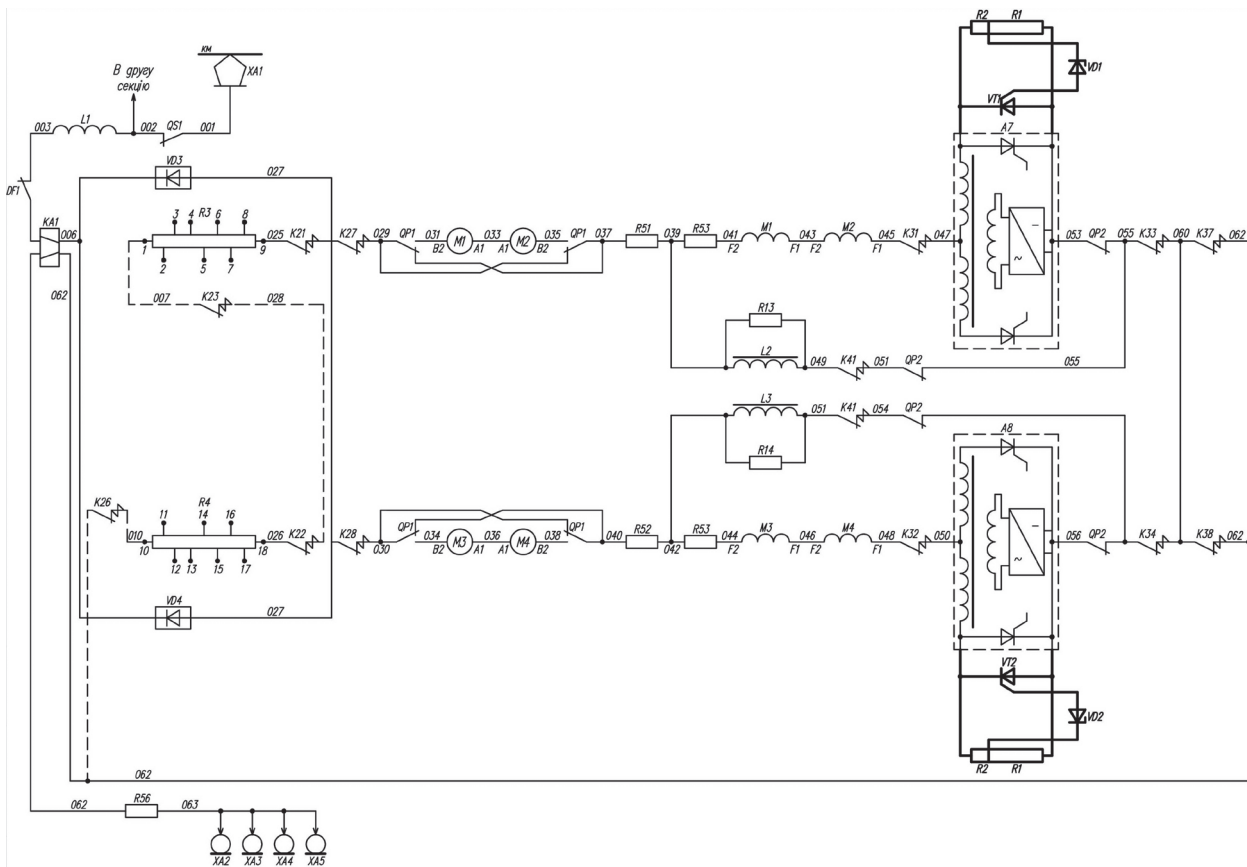 R2 R1
КМ
XA1
VD1
В другу
секцію
VT1
003 L1 002 QS1 001
A7
VD3 027
DF1
3 4 R3 6 8
KA1
006 025 K21 K27 029 QP1 031 M1 033 M2 035 QP1 037 R51 039 R53 041 M1 043 M2 045 K31 047 053 QP2 055 K33 060 K37 062
1 9 B2 A1 A1 B2 F2 F1 F2 F1
2 5 7
– ~
007 K23 028
062
R13
L2 049 K41 051 QP2 055
L3 051 K41 054 QP2
A8
R14
K26
11 R4 16
14
010 026 K22 K28 030 QP1 034 M3 036 M4 038 QP1 040 R52 042 R53 044 M3 046 M4 048 K32 050 056 QP2 K34 K38 062
10 18 B2 A1 A1 B2 F2 F1 F2 F1
12 13 15 17
– ~
VD4 027
VT2
VD2
R2 R1
062
062 R56 063
XA2 XA3 XA4 XA5